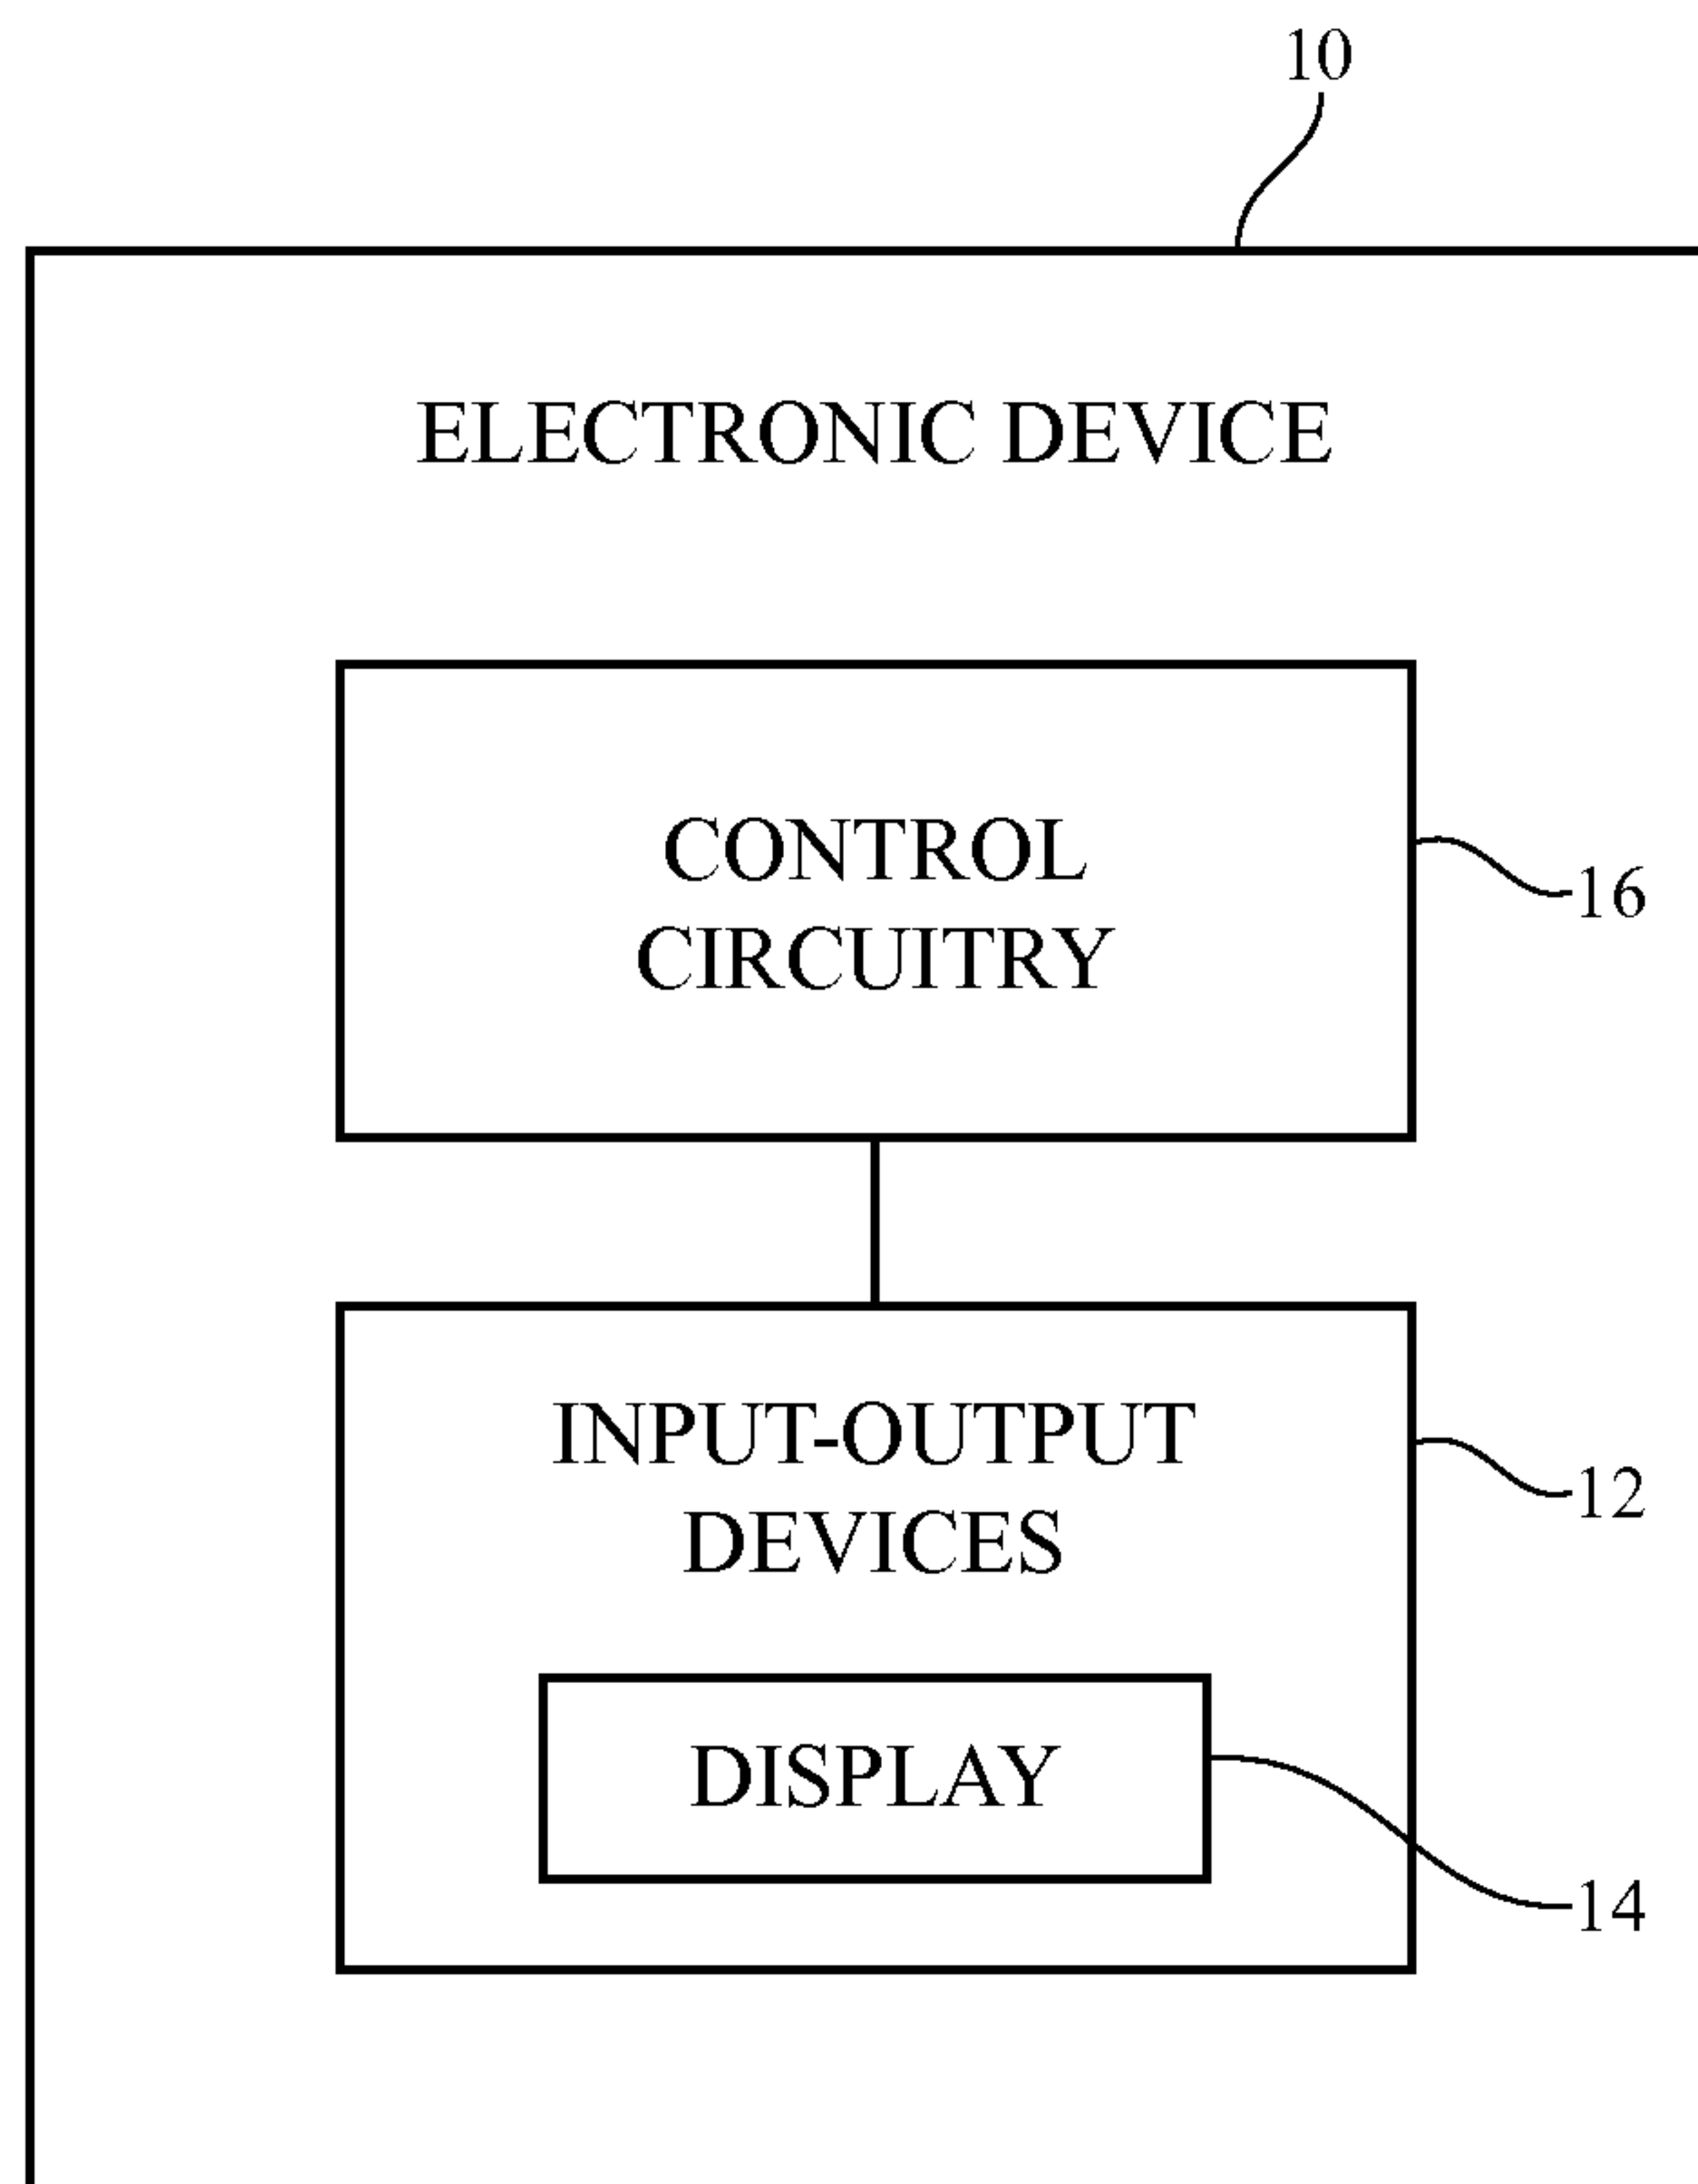 10
ELECTRONIC DEVICE
CONTROL
CIRCUITRY
16
INPUT-OUTPUT
DEVICES
12
DISPLAY
14